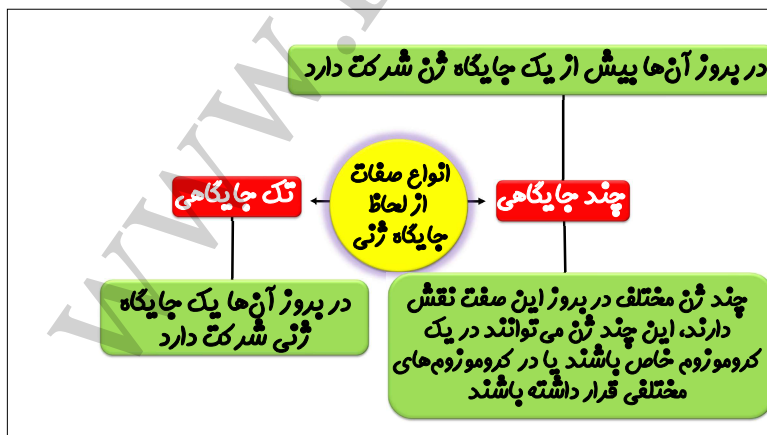 در بروز آن‌ها بیش از یک جایگاه ژن شرکت دارد
انواع صفات
از لحاظ
جایگاه ژنی
چند جایگاهی
تک جایگاهی
چند ژن مختلف در بروز این صفت نقش
دارند، این چند ژن می‌توانند در یک
کروموزوم خاص باشند یا در کروموزوم‌های
مختلفی قرار داشته باشند
در بروز آن‌ها یک جایگاه
ژنی شرکت دارد
WWW.